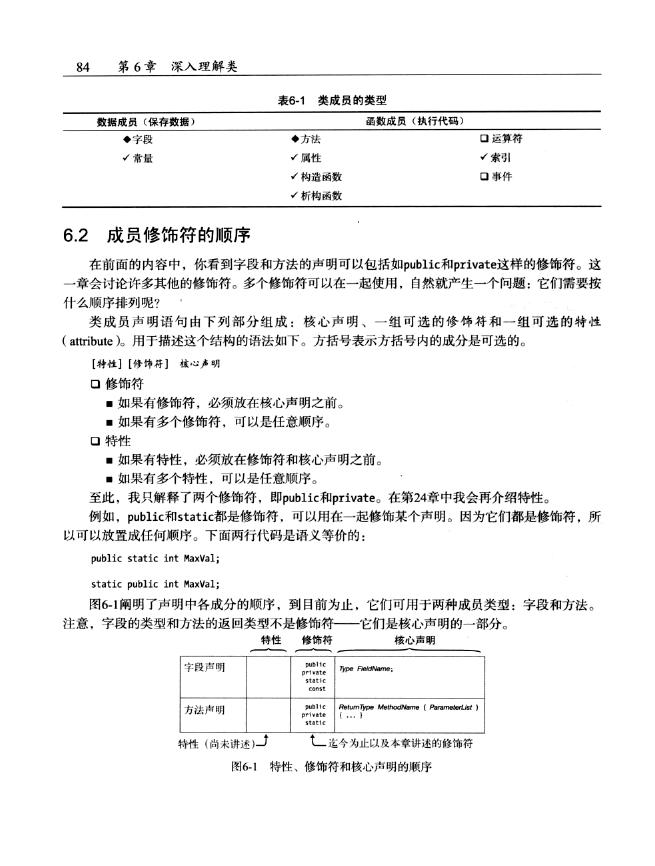 84 第6章 深入理解类
表6-1 类成员的类型
数据成员（保存数据） 函数成员（执行代码）
◆字段 ◆方法 ❑运算符
✓常量 ✓属性 ✓索引
✓构造函数 ❑事件
✓析构函数
6.2 成员修饰符的顺序
在前面的内容中，你看到字段和方法的声明可以包括如public和private这样的修饰符。这
一章会讨论许多其他的修饰符。多个修饰符可以在一起使用，自然就产生一个问题：它们需要按
什么顺序排列呢?
类成员声明语句由下列部分组成：核心声明、一组可选的修饰符和一组可选的特性
（attribute）。用于描述这个结构的语法如下。方括号表示方括号内的成分是可选的。
[特性] [修饰符] 核心声明
❑ 修饰符
■ 如果有修饰符，必须放在核心声明之前。
■ 如果有多个修饰符，可以是任意顺序。
❑ 特性
■ 如果有特性，必须放在修饰符和核心声明之前。
■ 如果有多个特性，可以是任意顺序。
至此，我只解释了两个修饰符，即public和private。在第24章中我会再介绍特性。
例如，public和static都是修饰符，可以用在一起修饰某个声明。因为它们都是修饰符，所
以可以放置成任何顺序。下面两行代码是语义等价的：
public static int MaxVal;
static public int MaxVal;
图6-1阐明了声明中各成分的顺序，到目前为止，它们可用于两种成员类型：字段和方法。
注意，字段的类型和方法的返回类型不是修饰符——它们是核心声明的一部分。
特性 修饰符 核心声明
字段声明 public
private
static
const
Type FieldName;
方法声明 public
private
static
ReturnType MethodName ( ParameterList )
{ ... }
特性（尚未讲述） 迄今为止以及本章讲述的修饰符
图6-1 特性、修饰符和核心声明的顺序